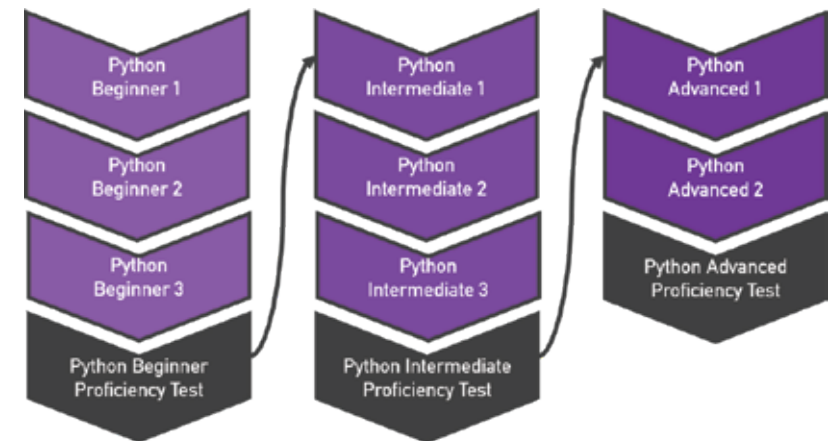 Python
Beginner 1
Python
Beginner 2
Python
Beginner 3
Python Beginner
Proficiency Test
Python
Intermediate 1
Python
Intermediate 2
Python
Intermediate 3
Python Intermediate
Proficiency Test
Python
Advanced 1
Python
Advanced 2
Python Advanced
Proficiency Test